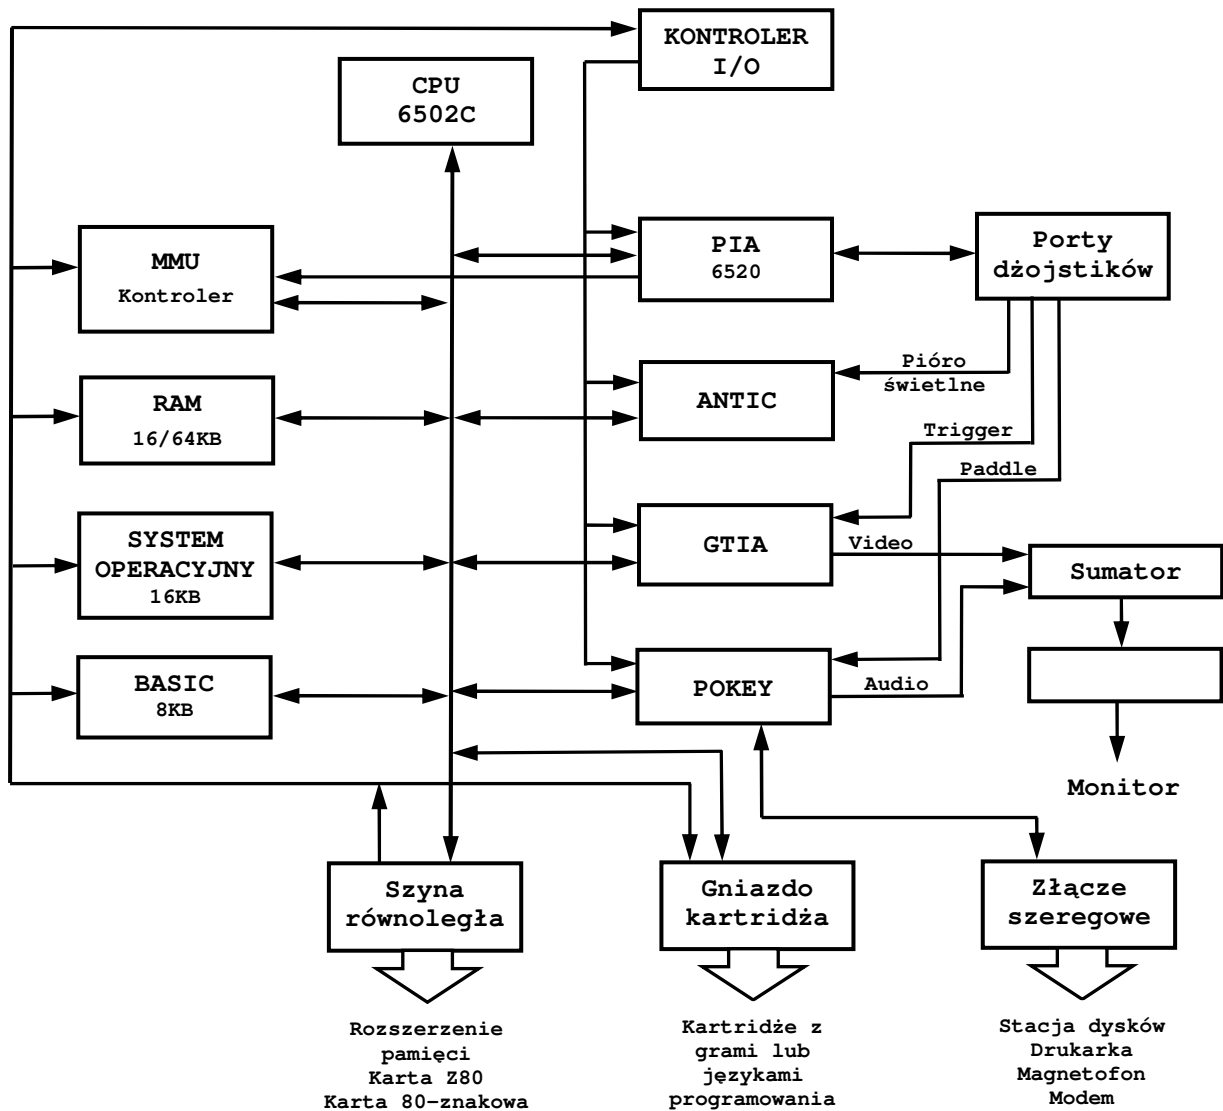 KONTROLER
I/O
CPU
6502C
MMU
Kontroler
PIA
6520
Porty
dżojstików
RAM
16/64KB
ANTIC
Pióro
świetlne
Trigger
Paddle
SYSTEM
OPERACYJNY
16KB
GTIA
Video
Sumator
BASIC
8KB
POKEY
Audio
Monitor
Szyna
równoległa
Gniazdo
kartridża
Złącze
szeregowe
Rozszerzenie
pamięci
Karta Z80
Karta 80-znakowa
Kartridże z
grami lub
językami
programowania
Stacja dysków
Drukarka
Magnetofon
Modem